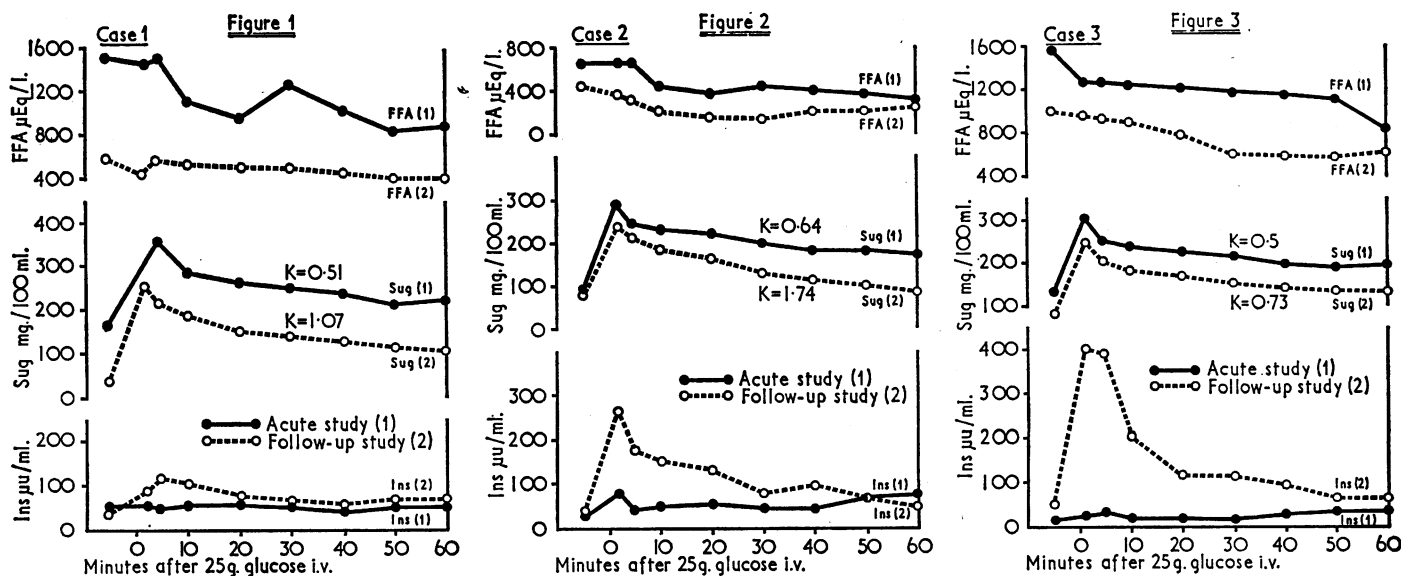 Case 1
Figure 1
FFA µEq/l.
1600
1200
800
400
FFA (1)
FFA (2)
Sug mg./100ml.
400
300
200
100
0
K=0·51
K=1·07
Sug (1)
Sug (2)
Acute study (1)
Follow-up study (2)
Ins µu/ml.
100
0
Ins (2)
Ins (1)
0 10 20 30 40 50 60
Minutes after 25g. glucose i.v.
Case 2
Figure 2
FFA µEq/l.
800
400
0
FFA (1)
FFA (2)
Sug mg./100ml.
300
200
100
0
K=0·64
K=1·74
Sug (1)
Sug (2)
Acute study (1)
Follow-up study (2)
Ins µu/ml.
300
200
100
0
Ins (1)
Ins (2)
0 10 20 30 40 50 60
Minutes after 25g. glucose i.v.
Case 3
Figure 3
FFA µEq/l.
1600
1200
800
400
FFA (1)
FFA (2)
Sug mg./100ml.
300
200
100
K=0·5
K=0·73
Sug (1)
Sug (2)
Acute study (1)
Follow-up study (2)
Ins µu/ml.
400
300
200
100
0
Ins (2)
Ins (1)
0 10 20 30 40 50 60
Minutes after 25g. glucose i.v.